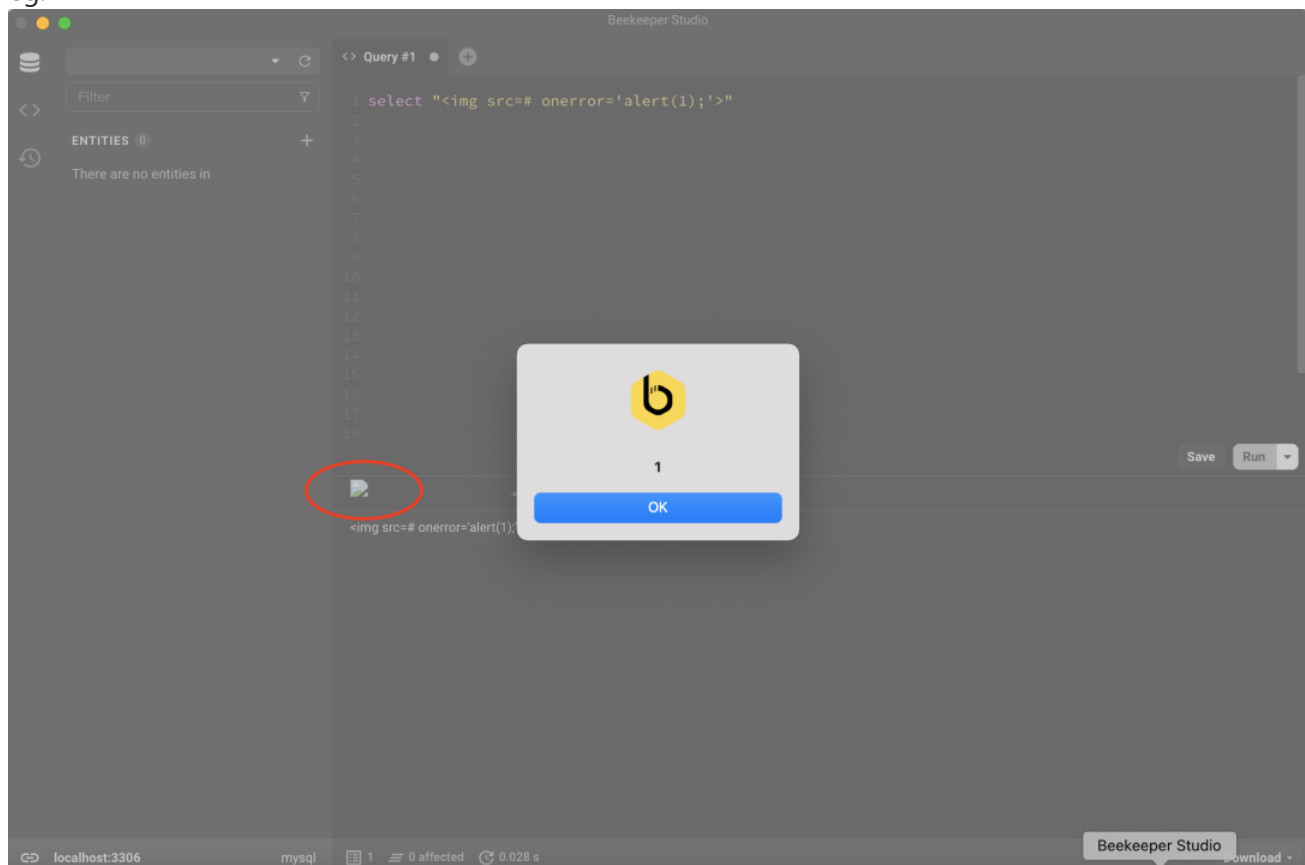 Beekeeper Studio
Query #1
Filter
ENTITIES 0
There are no entities in
1 select "<img src=# onerror='alert(1);'>"
2
3
4
5
6
7
8
9
10
11
12
13
14
15
16
17
18
Save Run
1
OK
<img src=# onerror='alert(1);'
localhost:3306 mysql 1 0 affected 0.028 s
Beekeeper Studio
Download